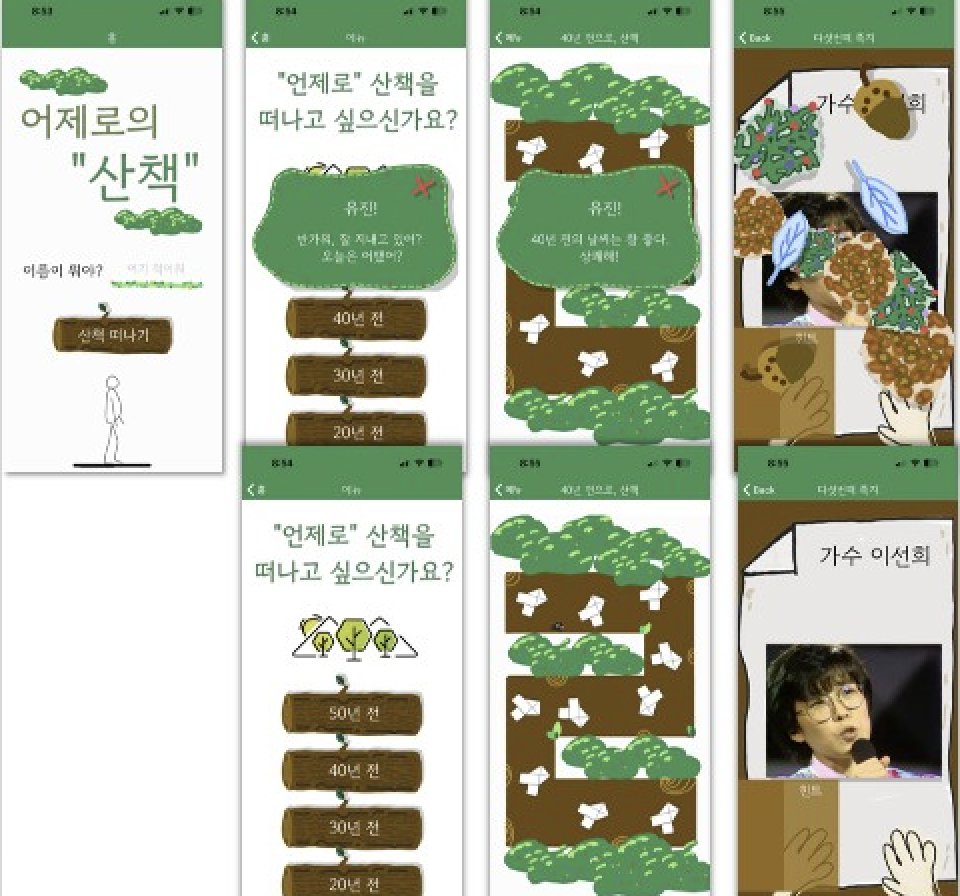 8:53
홈
어제로의
"산책"
이름이 뭐야?
여기 적어줘
산책 떠나기
8:54
홈
메뉴
"언제로" 산책을
떠나고 싶으신가요?
유진!
반가워, 잘 지내고 있어?
오늘은 어땠어?
40년 전
30년 전
20년 전
8:54
메뉴
40년 전으로, 산책
유진!
40년 전의 날씨는 참 좋다.
상쾌해!
8:55
Back
다섯번째 쪽지
가수 희
힌트
8:54
홈
메뉴
"언제로" 산책을
떠나고 싶으신가요?
50년 전
40년 전
30년 전
20년 전
8:55
메뉴
40년 전으로, 산책
8:55
Back
다섯번째 쪽지
가수 이선희
힌트